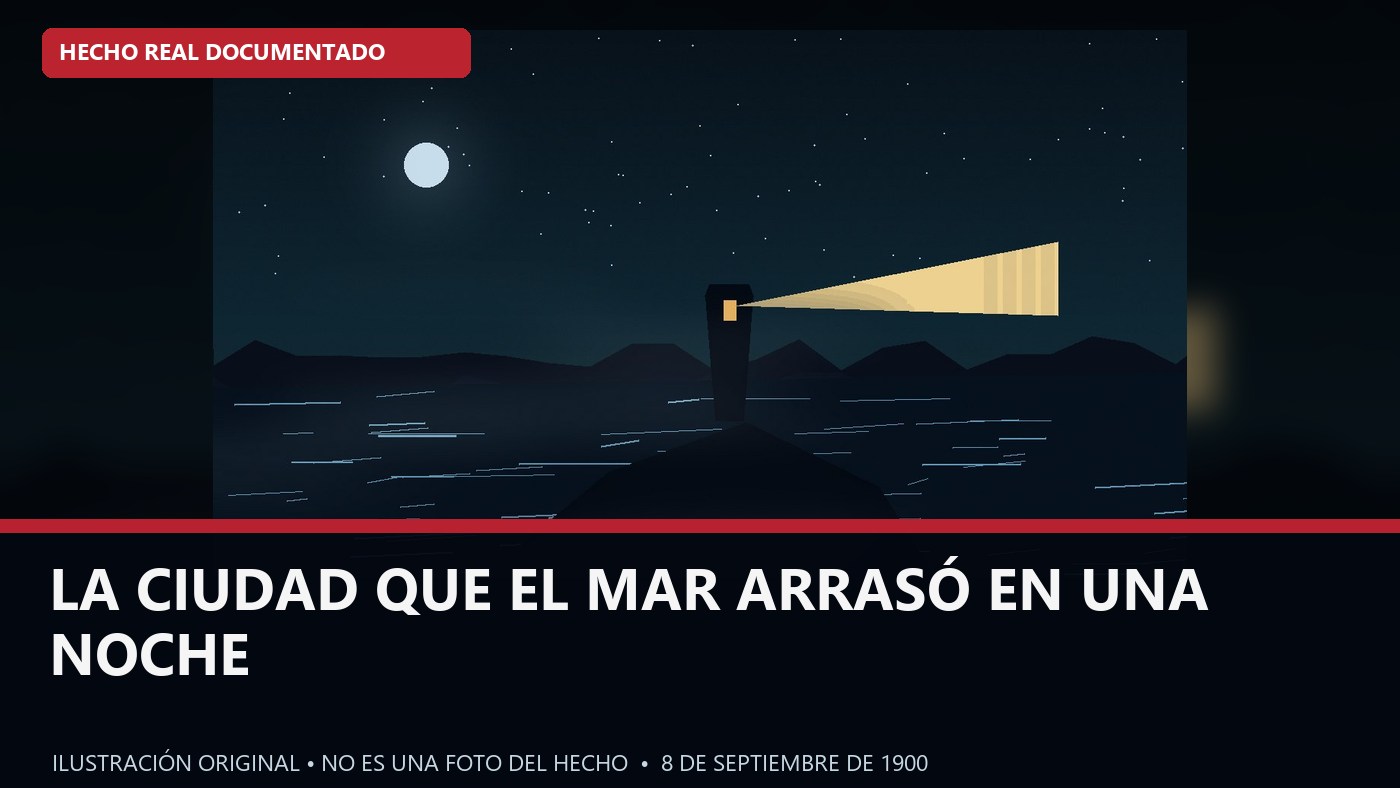 HECHO REAL DOCUMENTADO
LA CIUDAD QUE EL MAR ARRASÓ EN UNA
NOCHE
ILUSTRACIÓN ORIGINAL • NO ES UNA FOTO DEL HECHO • 8 DE SEPTIEMBRE DE 1900